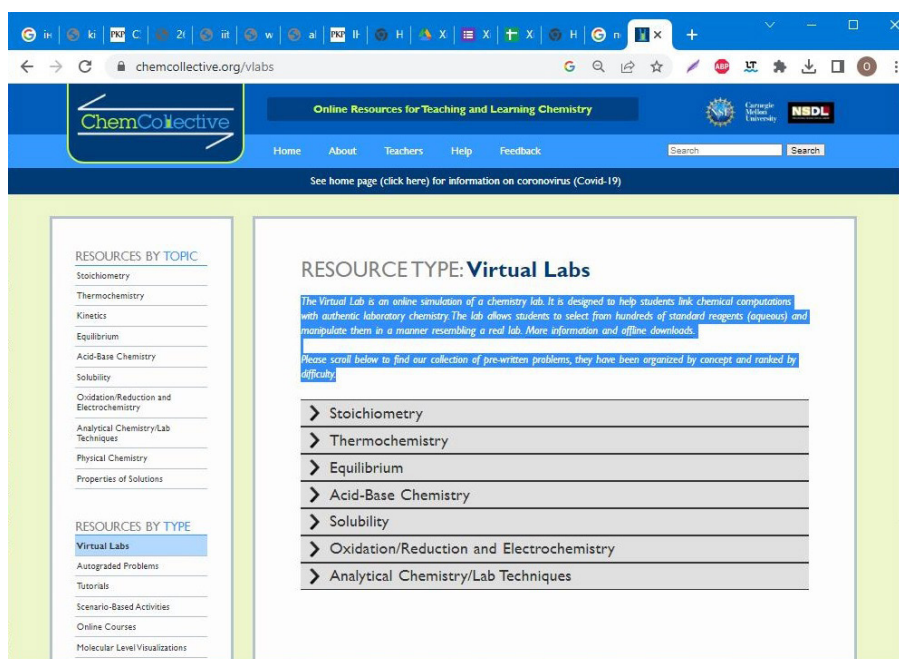 chemcollective.org/vlabs
ChemCollective
Online Resources for Teaching and Learning Chemistry
Carnegie
Mellon
University
NSDL
Home About Teachers Help Feedback
Search Search
See home page (click here) for information on coronovirus (Covid-19)
RESOURCES BY TOPIC
Stoichiometry
Thermochemistry
Kinetics
Equilibrium
Acid-Base Chemistry
Solubility
Oxidation/Reduction and
Electrochemistry
Analytical Chemistry/Lab
Techniques
Physical Chemistry
Properties of Solutions
RESOURCES BY TYPE
Virtual Labs
Autograded Problems
Tutorials
Scenario-Based Activities
Online Courses
Molecular Level Visualizations
RESOURCE TYPE: Virtual Labs
The Virtual Lab is an online simulation of a chemistry lab. It is designed to help students link chemical computations
with authentic laboratory chemistry. The lab allows students to select from hundreds of standard reagents (aqueous) and
manipulate them in a manner resembling a real lab. More information and offline downloads.
Please scroll below to find our collection of pre-written problems, they have been organized by concept and ranked by
difficulty.
Stoichiometry
Thermochemistry
Equilibrium
Acid-Base Chemistry
Solubility
Oxidation/Reduction and Electrochemistry
Analytical Chemistry/Lab Techniques